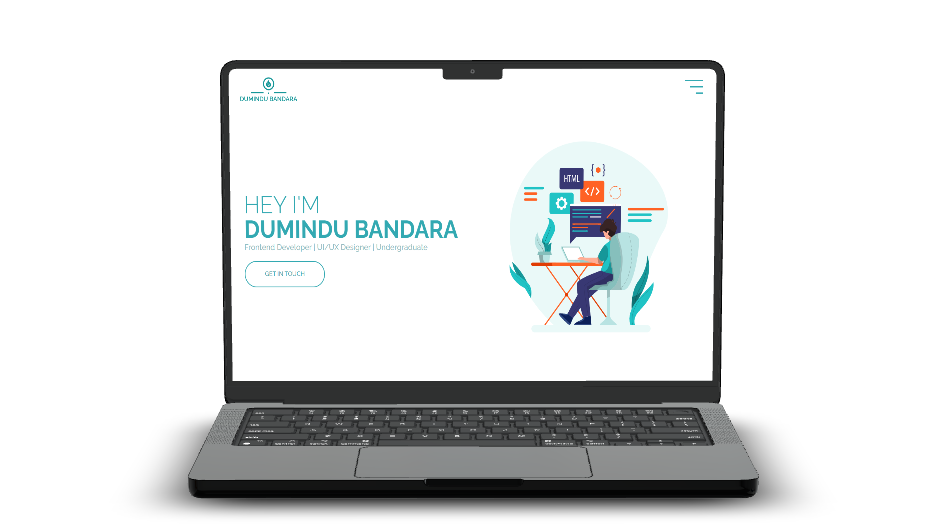 DUMINDU BANDARA
HEY I'M
DUMINDU BANDARA
Frontend Developer | UI/UX Designer | Undergraduate
GET IN TOUCH
HTML
</>